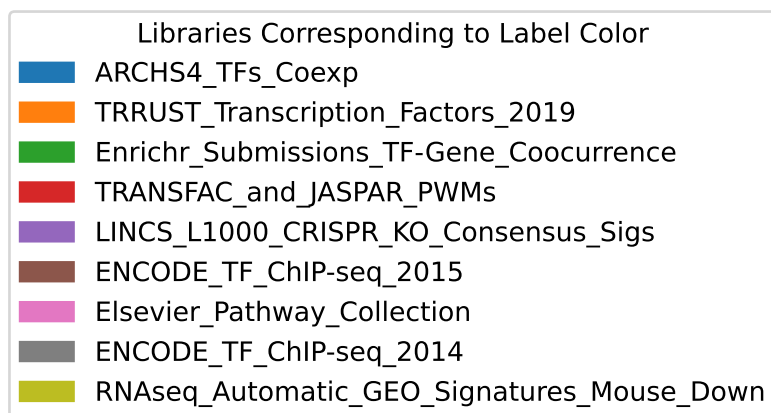 Libraries Corresponding to Label Color
ARCHS4_TFs_Coexp
TRRUST_Transcription_Factors_2019
Enrichr_Submissions_TF-Gene_Coocurrence
TRANSFAC_and_JASPAR_PWMs
LINCS_L1000_CRISPR_KO_Consensus_Sigs
ENCODE_TF_ChIP-seq_2015
Elsevier_Pathway_Collection
ENCODE_TF_ChIP-seq_2014
RNAseq_Automatic_GEO_Signatures_Mouse_Down